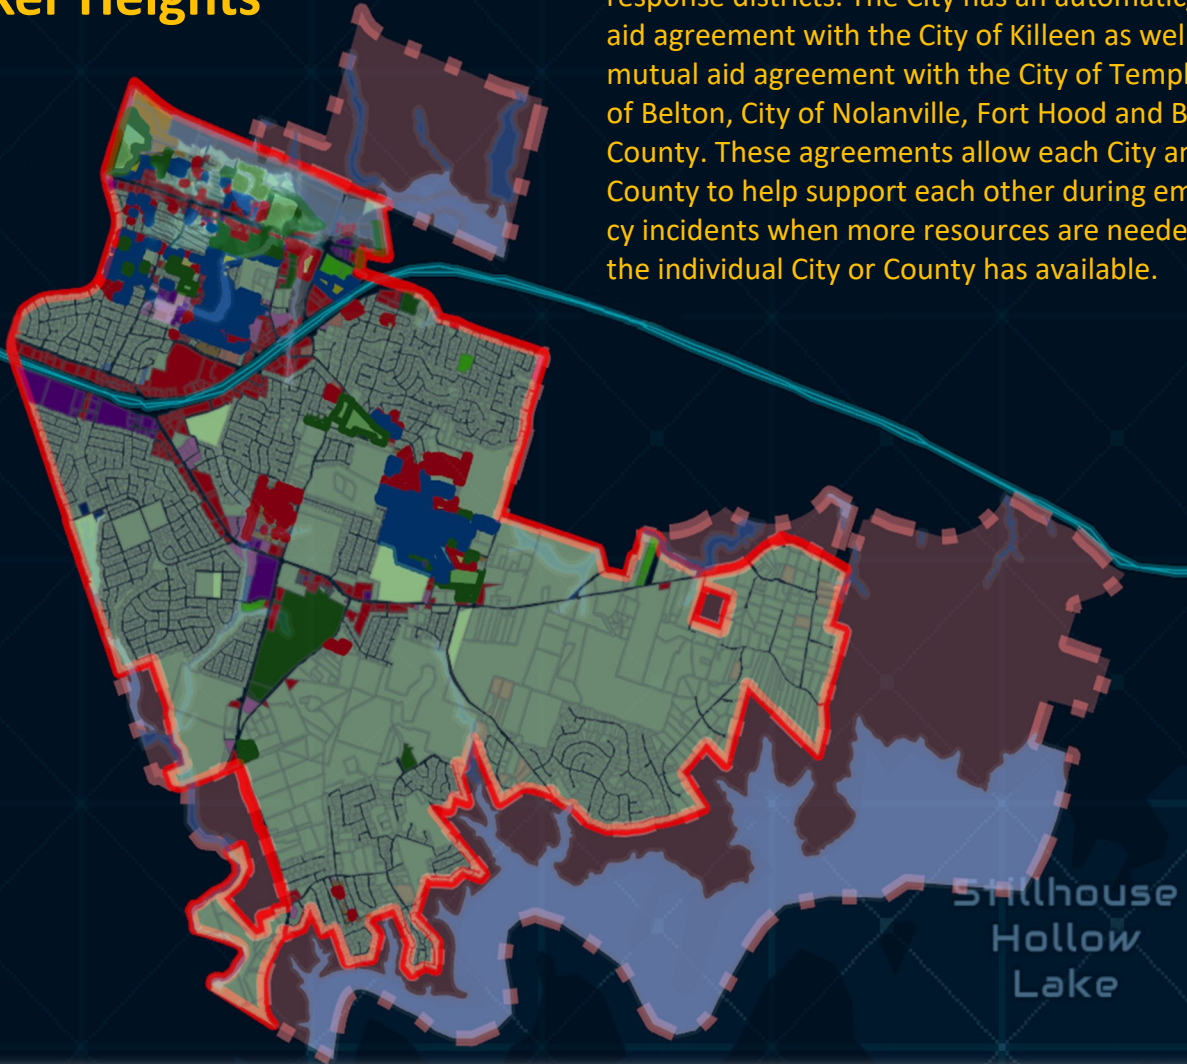 Heights
response districts. The City has an automatic
aid agreement with the City of Killeen as wel
mutual aid agreement with the City of Templ
of Belton, City of Nolanville, Fort Hood and B
County. These agreements allow each City a
County to help support each other during em
cy incidents when more resources are neede
the individual City or County has available.
Stillhouse
Hollow
Lake